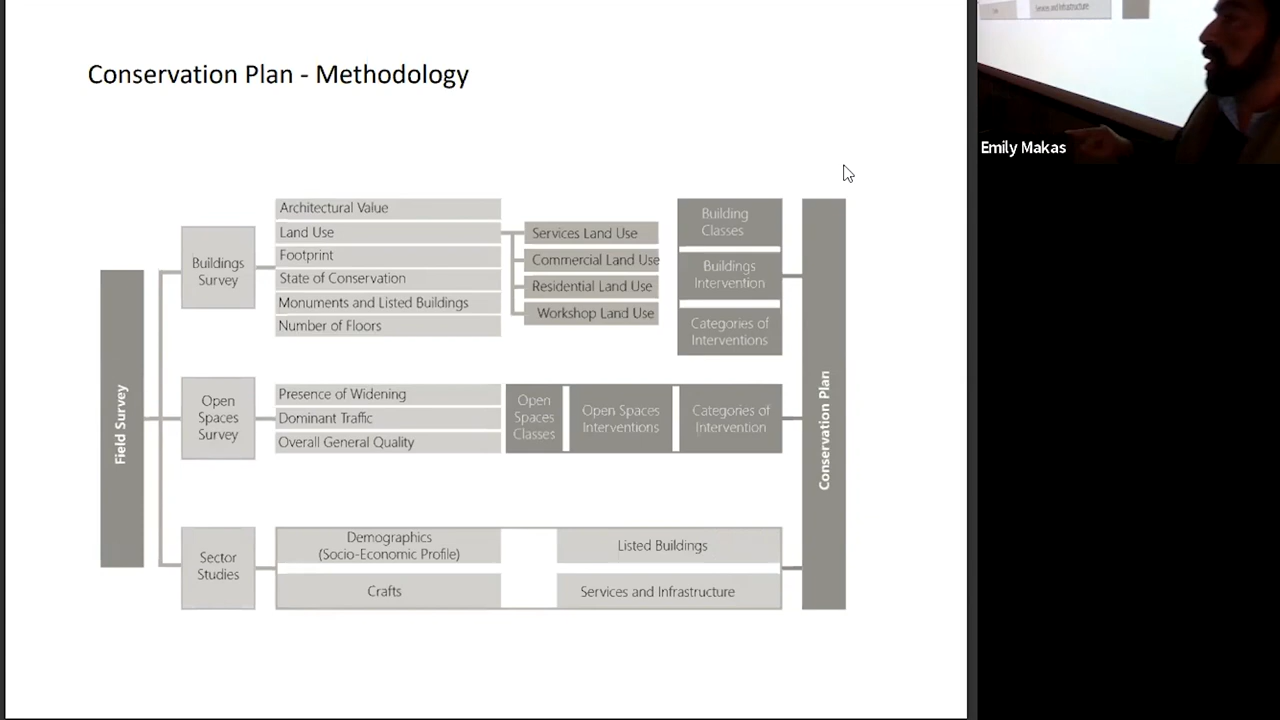 Conservation Plan - Methodology
Services and Infrastructure
Emily Makas
Field Survey
Buildings
Survey
Architectural Value
Land Use
Footprint
State of Conservation
Monuments and Listed Buildings
Number of Floors
Services Land Use
Commercial Land Use
Residential Land Use
Workshop Land Use
Building
Classes
Buildings
Intervention
Categories of
Interventions
Open
Spaces
Survey
Presence of Widening
Dominant Traffic
Overall General Quality
Open
Spaces
Classes
Open Spaces
Interventions
Categories of
Intervention
Sector
Studies
Demographics
(Socio-Economic Profile)
Crafts
Listed Buildings
Services and Infrastructure
Conservation Plan